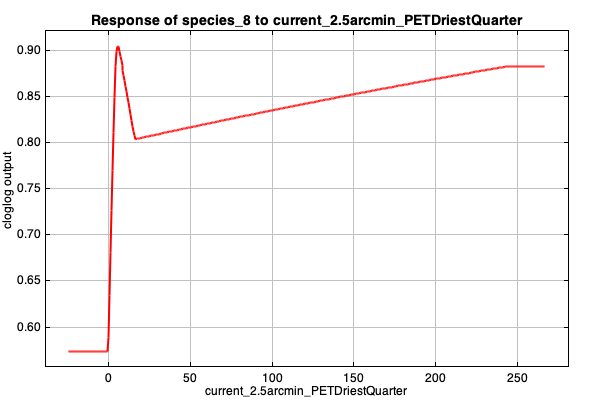 Response of species_8 to current_2.5arcmin_PETDriestQuarter
cloglog output
0.90
0.85
0.80
0.75
0.70
0.65
0.60
0 50 100 150 200 250
current_2.5arcmin_PETDriestQuarter